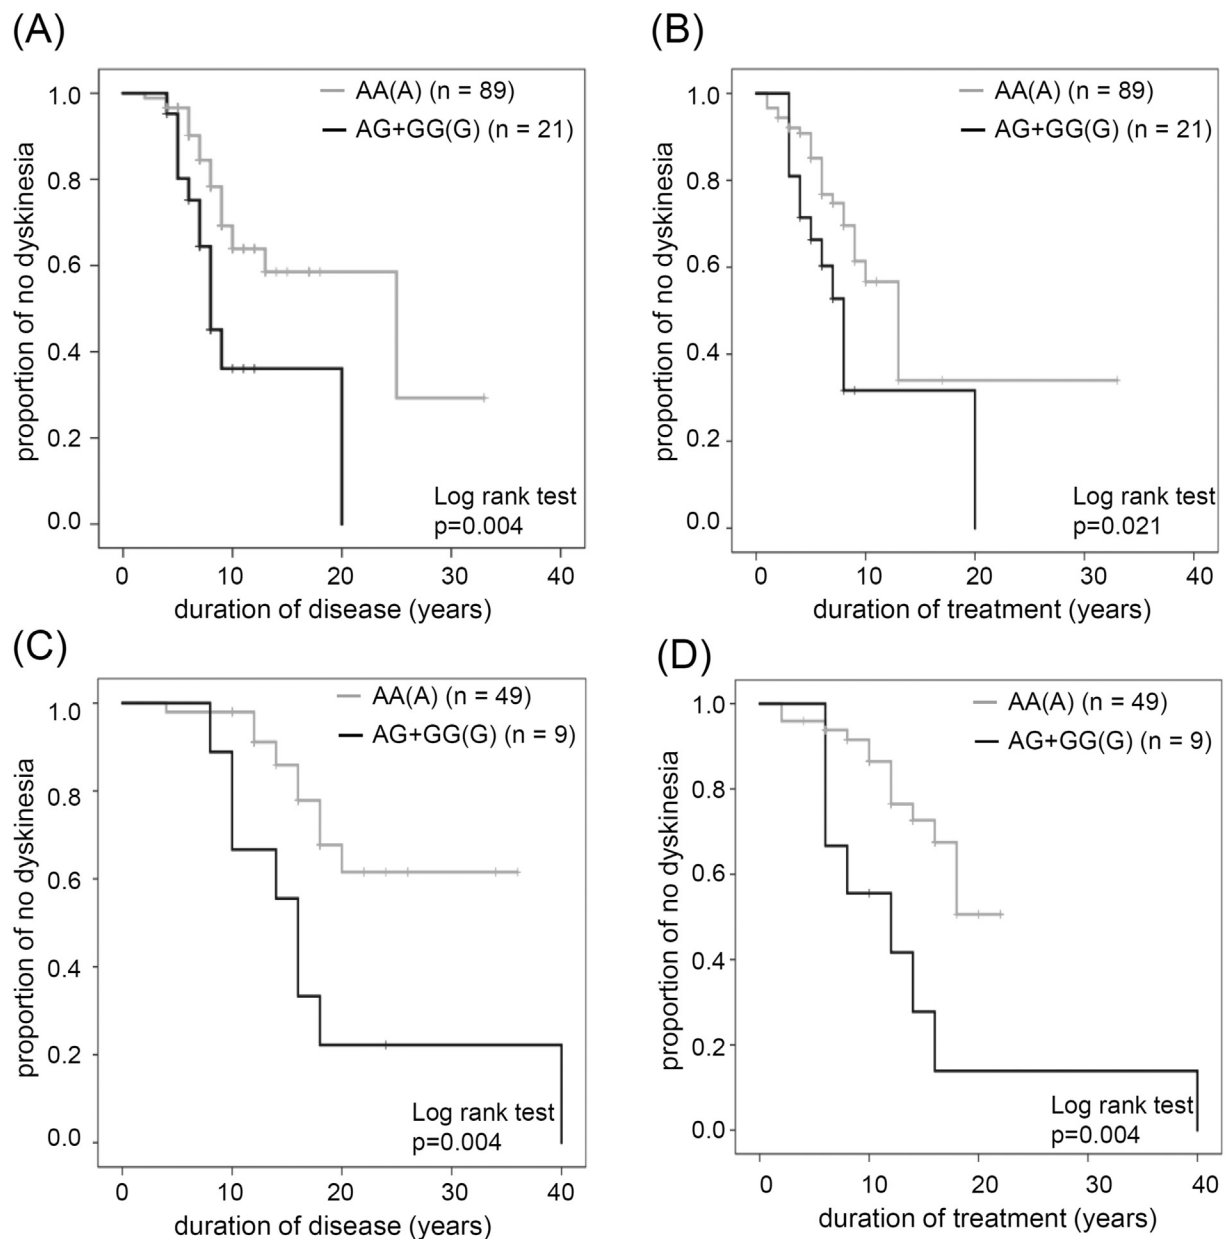 (A)
AA(A) (n = 89)
AG+GG(G) (n = 21)
proportion of no dyskinesia
1.0
0.8
0.6
0.4
0.2
0.0
Log rank test
p=0.004
0 10 20 30 40
duration of disease (years)
(B)
AA(A) (n = 89)
AG+GG(G) (n = 21)
proportion of no dyskinesia
1.0
0.8
0.6
0.4
0.2
0.0
Log rank test
p=0.021
0 10 20 30 40
duration of treatment (years)
(C)
AA(A) (n = 49)
AG+GG(G) (n = 9)
proportion of no dyskinesia
1.0
0.8
0.6
0.4
0.2
0.0
Log rank test
p=0.004
0 10 20 30 40
duration of disease (years)
(D)
AA(A) (n = 49)
AG+GG(G) (n = 9)
proportion of no dyskinesia
1.0
0.8
0.6
0.4
0.2
0.0
Log rank test
p=0.004
0 10 20 30 40
duration of treatment (years)